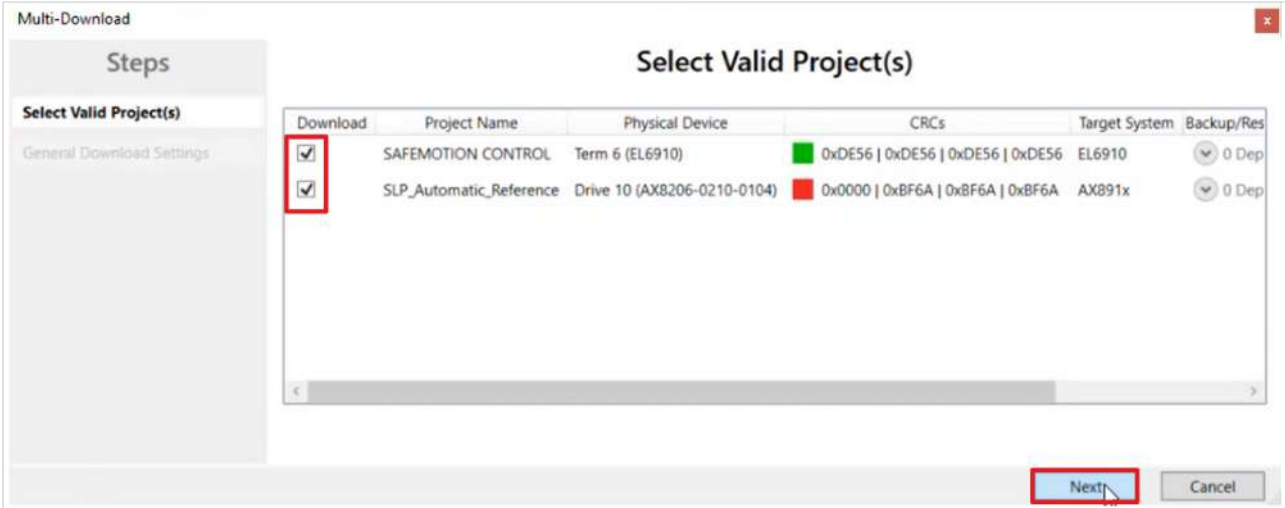 Multi-Download
x
Steps
Select Valid Project(s)
Select Valid Project(s)
General Download Settings
Download Project Name Physical Device CRCs Target System Backup/Res
SAFEMOTION CONTROL Term 6 (EL6910) 0xDE56 | 0xDE56 | 0xDE56 | 0xDE56 EL6910 0 Dep
SLP_Automatic_Reference Drive 10 (AX8206-0210-0104) 0x0000 | 0xBF6A | 0xBF6A | 0xBF6A AX891x 0 Dep
Next Cancel